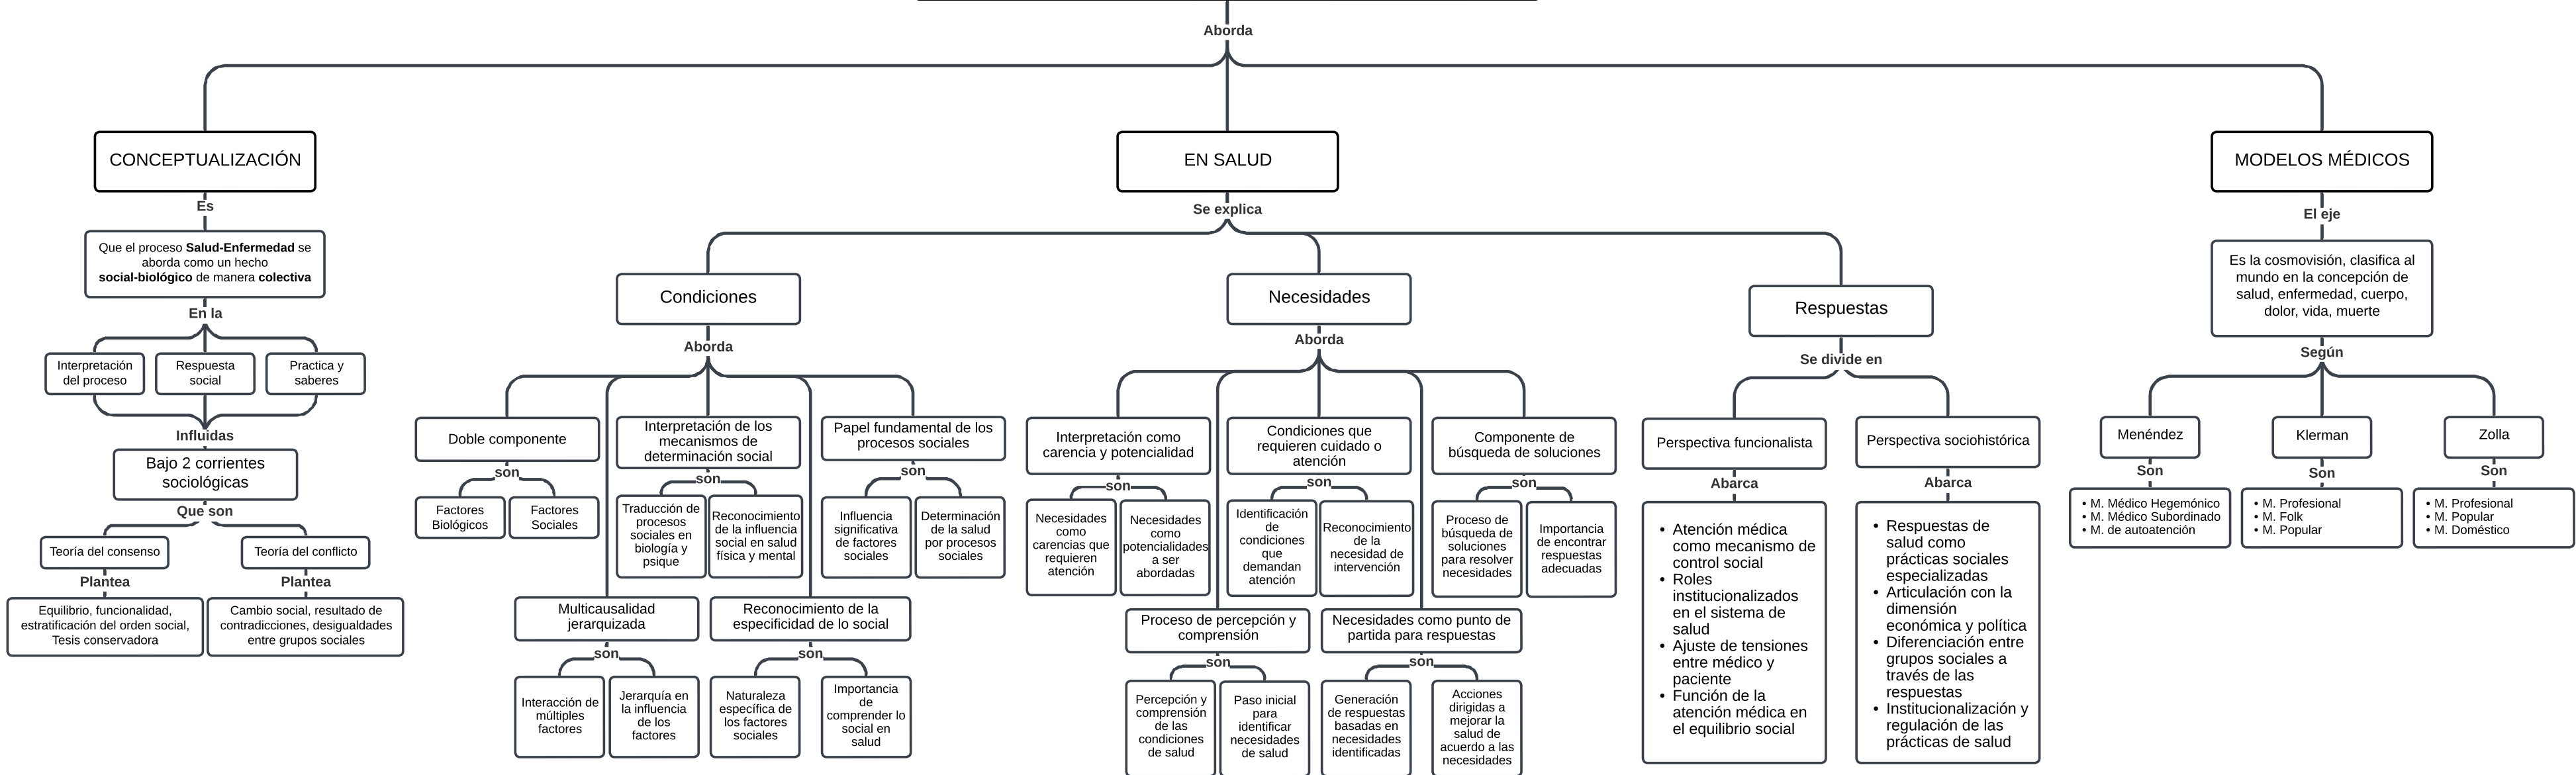 Aborda
CONCEPTUALIZACIÓN
Es
Que el proceso Salud-Enfermedad se
aborda como un hecho
social-biológico de manera colectiva
En la
Interpretación
del proceso
Respuesta
social
Practica y
saberes
Influidas
Bajo 2 corrientes
sociológicas
Que son
Teoría del consenso
Plantea
Equilibrio, funcionalidad,
estratificación del orden social,
Tesis conservadora
Teoría del conflicto
Plantea
Cambio social, resultado de
contradicciones, desigualdades
entre grupos sociales
EN SALUD
Se explica
Condiciones
Aborda
Doble componente
son
Factores
Biológicos
Factores
Sociales
Multicausalidad
jerarquizada
son
Interacción de
múltiples
factores
Jerarquía en
la influencia
de los
factores
Interpretación de los
mecanismos de
determinación social
son
Traducción de
procesos
sociales en
biología y
psique
Reconocimiento
de la influencia
social en salud
física y mental
Reconocimiento de la
especificidad de lo social
son
Naturaleza
específica de
los factores
sociales
Importancia
de
comprender lo
social en
salud
Papel fundamental de los
procesos sociales
son
Influencia
significativa
de factores
sociales
Determinación
de la salud
por procesos
sociales
Necesidades
Aborda
Interpretación como
carencia y potencialidad
son
Necesidades
como
carencias que
requieren
atención
Necesidades
como
potencialidades
a ser
abordadas
Proceso de percepción y
comprensión
son
Percepción y
comprensión
de las
condiciones
de salud
Paso inicial
para
identificar
necesidades
de salud
Condiciones que
requieren cuidado o
atención
son
Identificación
de
condiciones
que
demandan
atención
Reconocimiento
de la
necesidad de
intervención
Necesidades como punto de
partida para respuestas
son
Generación
de respuestas
basadas en
necesidades
identificadas
Acciones
dirigidas a
mejorar la
salud de
acuerdo a las
necesidades
Componente de
búsqueda de soluciones
son
Proceso de
búsqueda de
soluciones
para resolver
necesidades
Importancia
de encontrar
respuestas
adecuadas
Respuestas
Se divide en
Perspectiva funcionalista
Abarca
• Atención médica
como mecanismo de
control social
• Roles
institucionalizados
en el sistema de
salud
• Ajuste de tensiones
entre médico y
paciente
• Función de la
atención médica en
el equilibrio social
Perspectiva sociohistórica
Abarca
• Respuestas de
salud como
prácticas sociales
especializadas
• Articulación con la
dimensión
económica y política
• Diferenciación entre
grupos sociales a
través de las
respuestas
• Institucionalización y
regulación de las
prácticas de salud
MODELOS MÉDICOS
El eje
Es la cosmovisión, clasifica al
mundo en la concepción de
salud, enfermedad, cuerpo,
dolor, vida, muerte
Según
Menéndez
Son
• M. Médico Hegemónico
• M. Médico Subordinado
• M. de autoatención
Klerman
Son
• M. Profesional
• M. Folk
• M. Popular
Zolla
Son
• M. Profesional
• M. Popular
• M. Doméstico